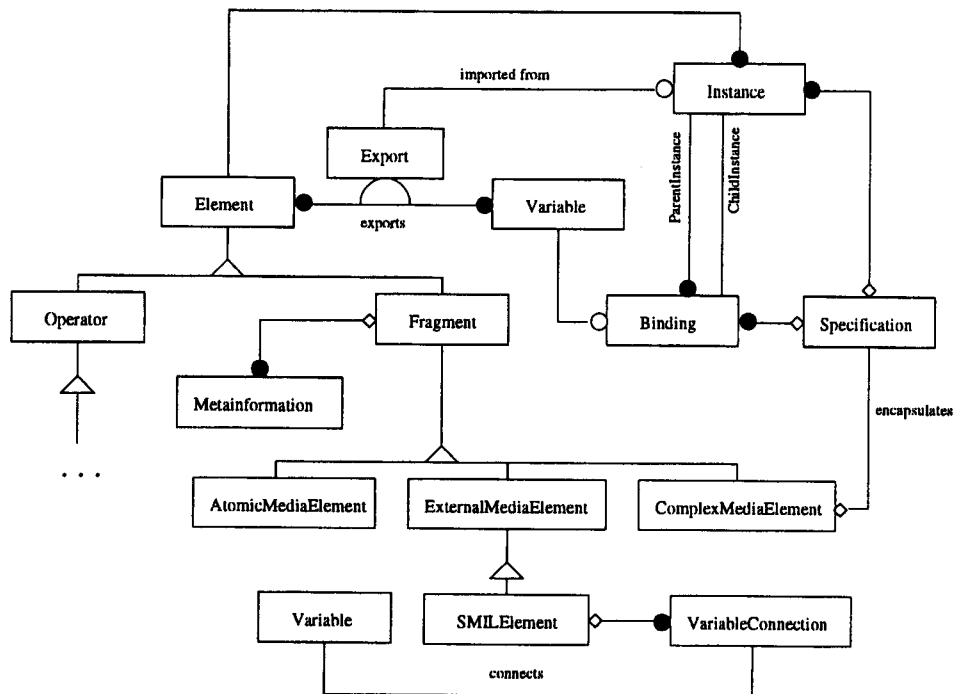 imported from
Instance
Export
ParentInstance
ChildInstance
Element
exports
Variable
Operator
Fragment
Binding
Specification
Metainformation
encapsulates
. . .
AtomicMediaElement
ExternalMediaElement
ComplexMediaElement
Variable
SMILElement
VariableConnection
connects